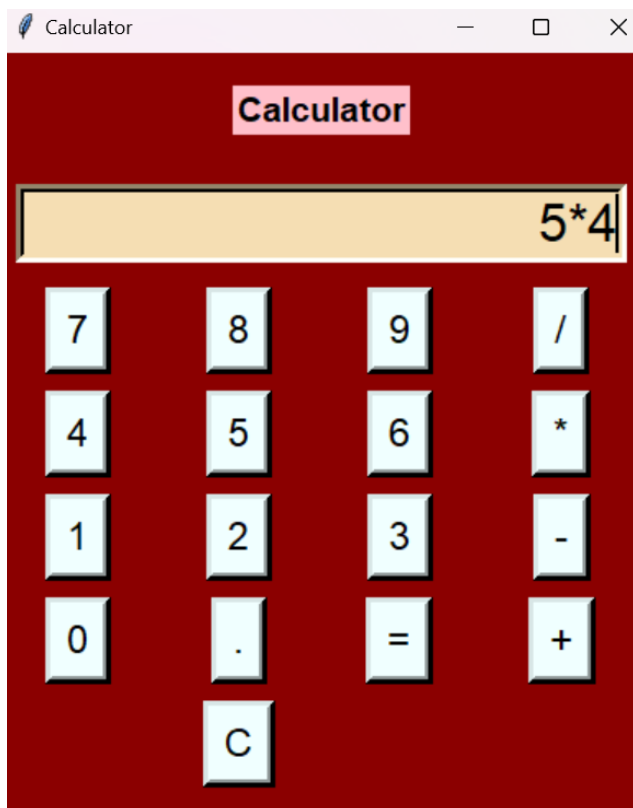 Calculator
Calculator
5*4
7 8 9 /
4 5 6 *
1 2 3 -
0 . = +
C